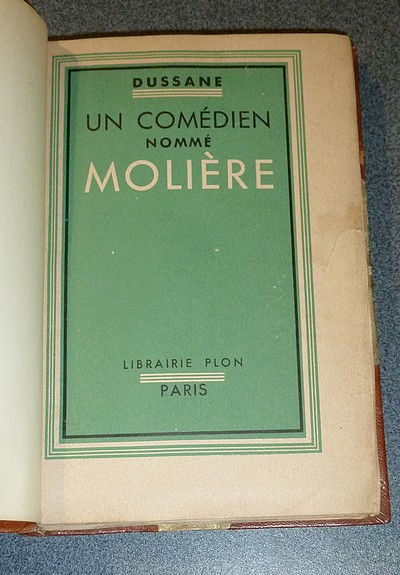 DUSSANE
UN COMÉDIEN
NOMMÉ
MOLIÈRE
LIBRAIRIE PLON
PARIS